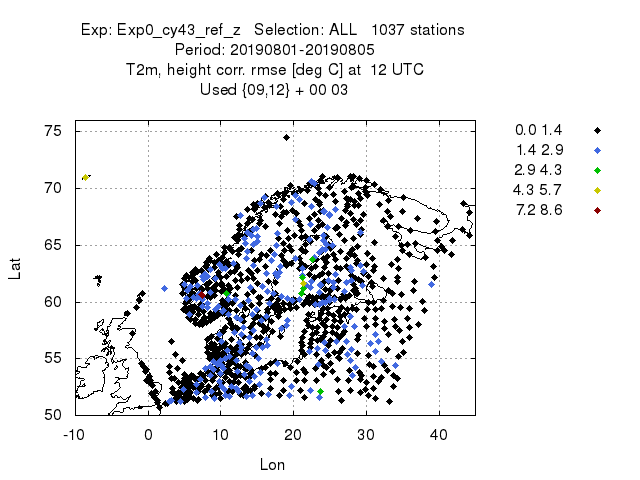 Exp: Exp0_cy43_ref_z Selection: ALL 1037 stations
Period: 20190801-20190805
T2m, height corr. rmse [deg C] at 12 UTC
Used {09,12} + 00 03
75
70
65
60
55
50
Lat
-10 0 10 20 30 40
Lon
0.0 1.4
1.4 2.9
2.9 4.3
4.3 5.7
7.2 8.6